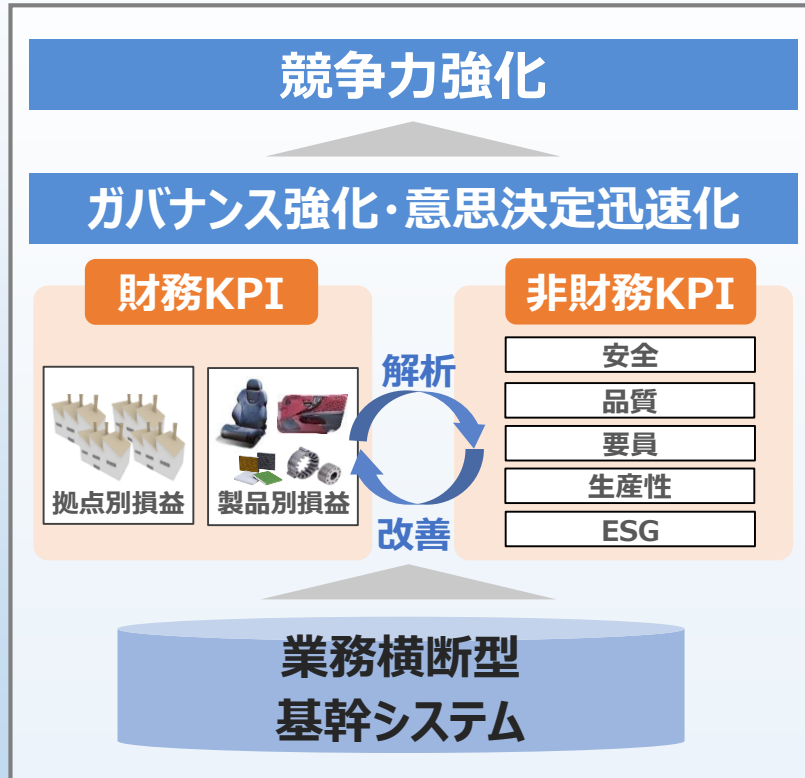 競争力強化
ガバナンス強化・意思決定迅速化
財務KPI
拠点別損益
製品別損益
解析
改善
非財務KPI
安全
品質
要員
生産性
ESG
業務横断型
基幹システム